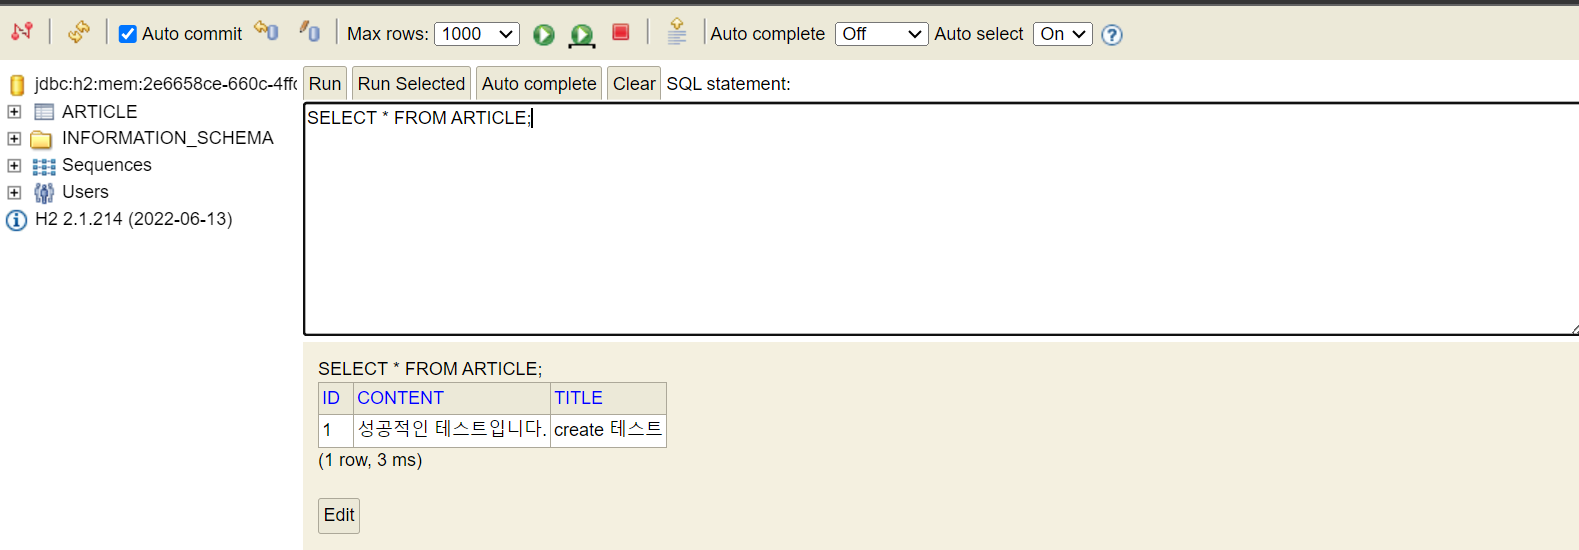 Auto commit Max rows: 1000 Auto complete Off Auto select On
jdbc:h2:mem:2e6658ce-660c-4ff
ARTICLE
INFORMATION_SCHEMA
Sequences
Users
H2 2.1.214 (2022-06-13)
Run Run Selected Auto complete Clear SQL statement:
SELECT * FROM ARTICLE;
SELECT * FROM ARTICLE;
ID CONTENT TITLE
1 성공적인 테스트입니다. create 테스트
(1 row, 3 ms)
Edit